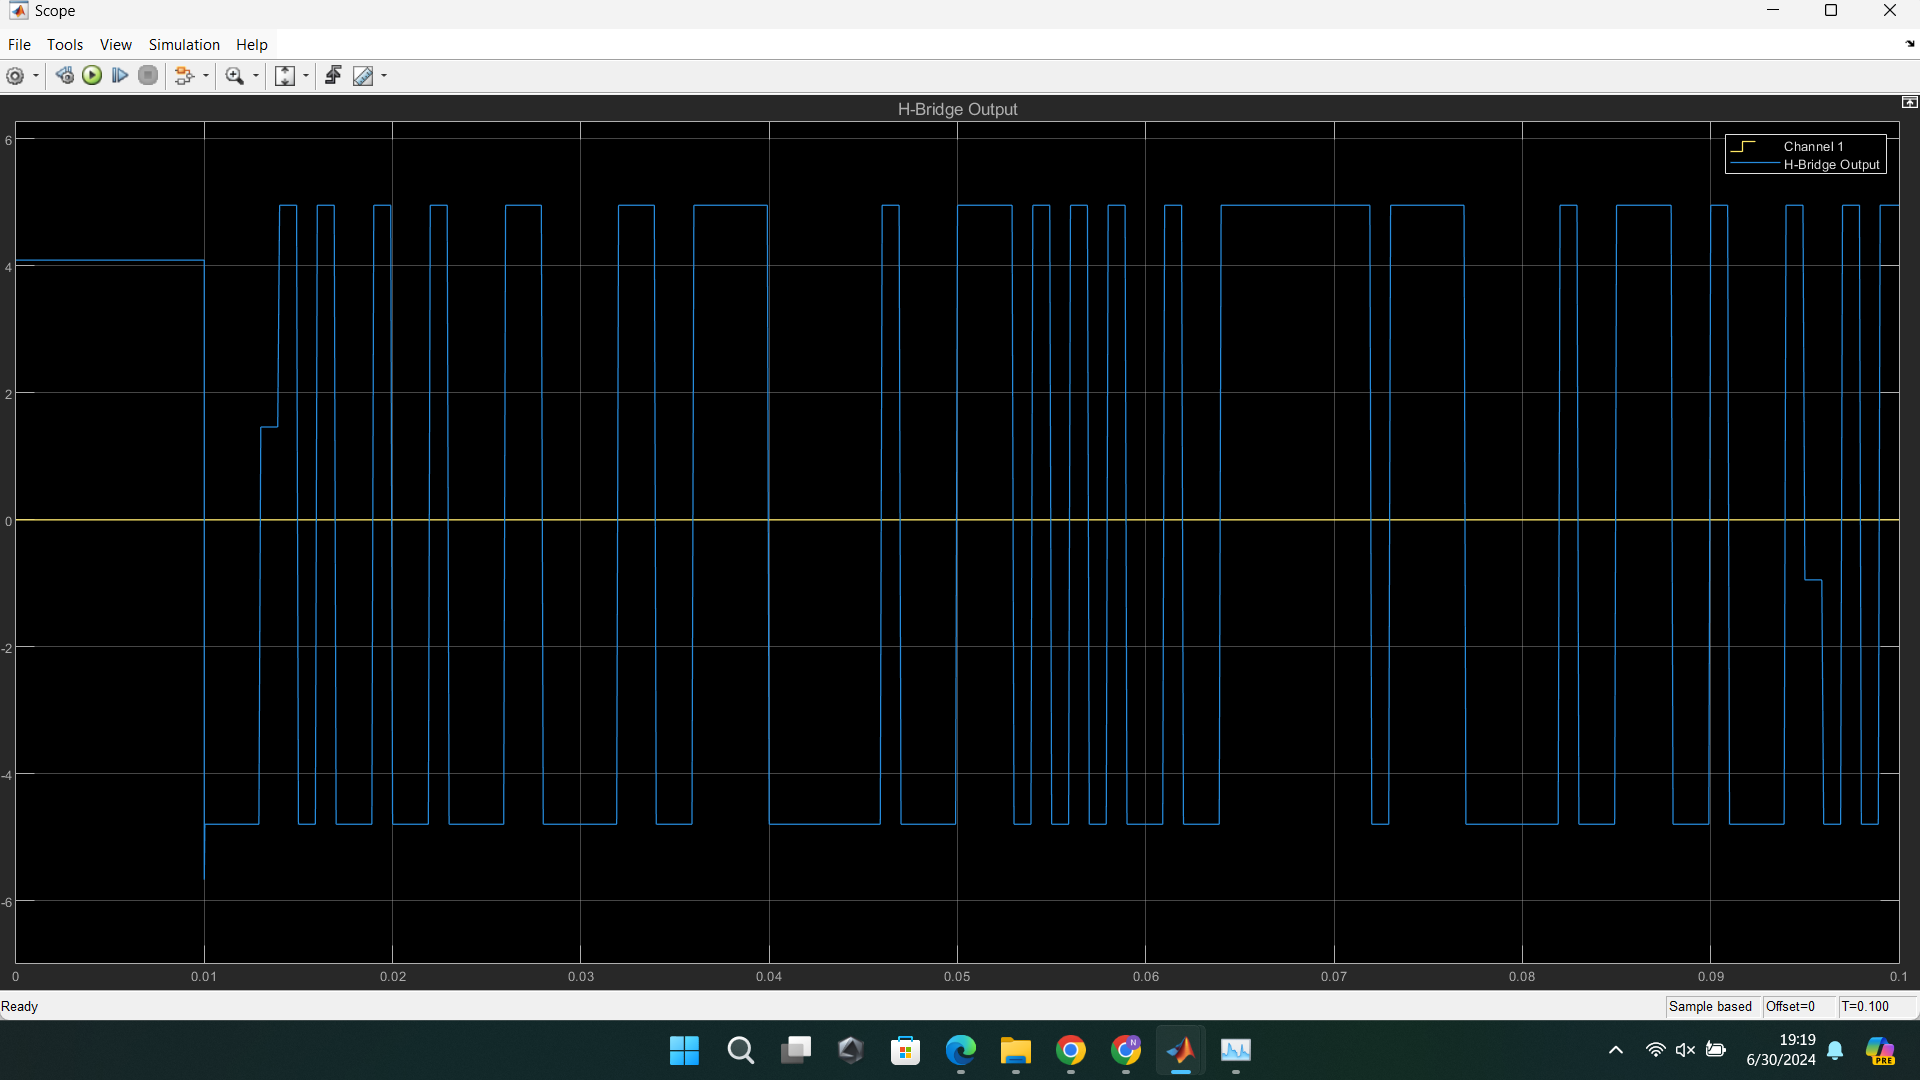 Scope
File Tools View Simulation Help
H-Bridge Output
Channel 1
H-Bridge Output
6
4
2
0
-2
-4
-6
0 0.01 0.02 0.03 0.04 0.05 0.06 0.07 0.08 0.09 0.1
Ready Sample based Offset=0 T=0.100
N
19:19
6/30/2024
PRE